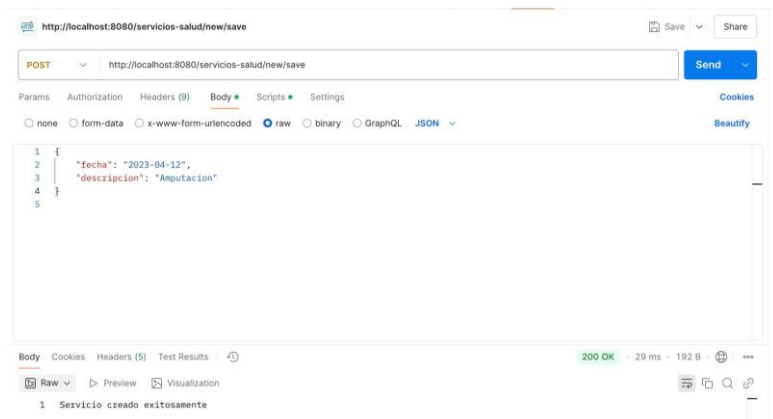 HTTP http://localhost:8080/servicios-salud/new/save Save Share
POST http://localhost:8080/servicios-salud/new/save Send
Params Authorization Headers (9) Body Scripts Settings Cookies
none form-data x-www-form-urlencoded raw binary GraphQL JSON Beautify
1 {
2 "fecha": "2023-04-12",
3 "descripcion": "Amputacion"
4 }
5
Body Cookies Headers (5) Test Results 200 OK 29 ms 192 B
Raw Preview Visualization
1 Servicio creado exitosamente